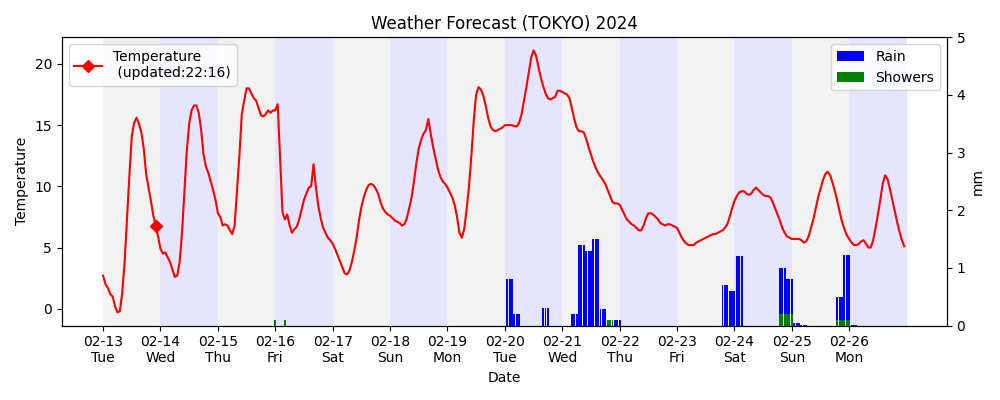 Weather Forecast (TOKYO) 2024
Temperature
(updated:22:16)
Rain
Showers
Temperature
20
15
10
5
0
5
4
3
2
1
0
mm
02-13 02-14 02-15 02-16 02-17 02-18 02-19 02-20 02-21 02-22 02-23 02-24 02-25 02-26
Tue Wed Thu Fri Sat Sun Mon Tue Wed Thu Fri Sat Sun Mon
Date